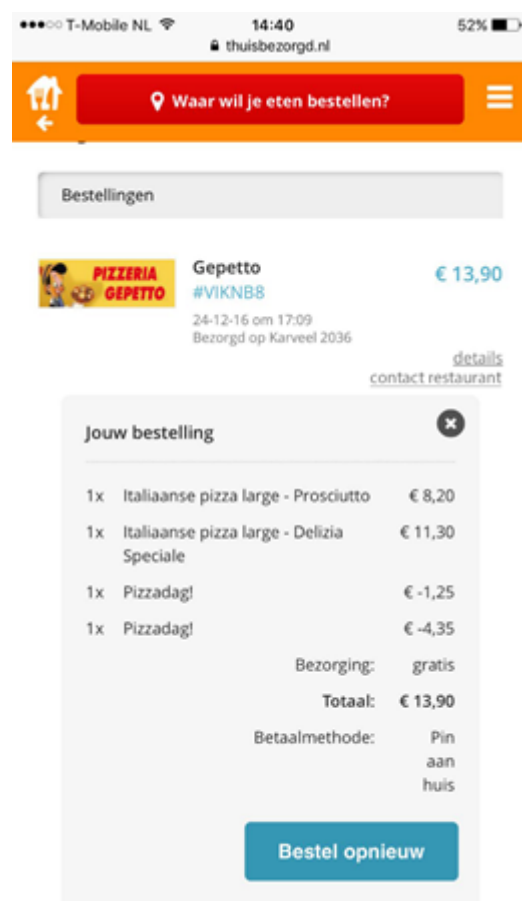 T-Mobile NL 14:40 52%
thuisbezorgd.nl
Waar wil je eten bestellen?
Bestellingen
PIZZERIA
GEPETTO
Gepetto € 13,90
#VIKNB8
24-12-16 om 17:09
Bezorgd op Karveel 2036
details
contact restaurant
Jouw bestelling
1x Italiaanse pizza large - Prosciutto € 8,20
1x Italiaanse pizza large - Delizia € 11,30
Speciale
1x Pizzadag! € -1,25
1x Pizzadag! € -4,35
Bezorging: gratis
Totaal: € 13,90
Betaalmethode: Pin
aan
huis
Bestel opnieuw